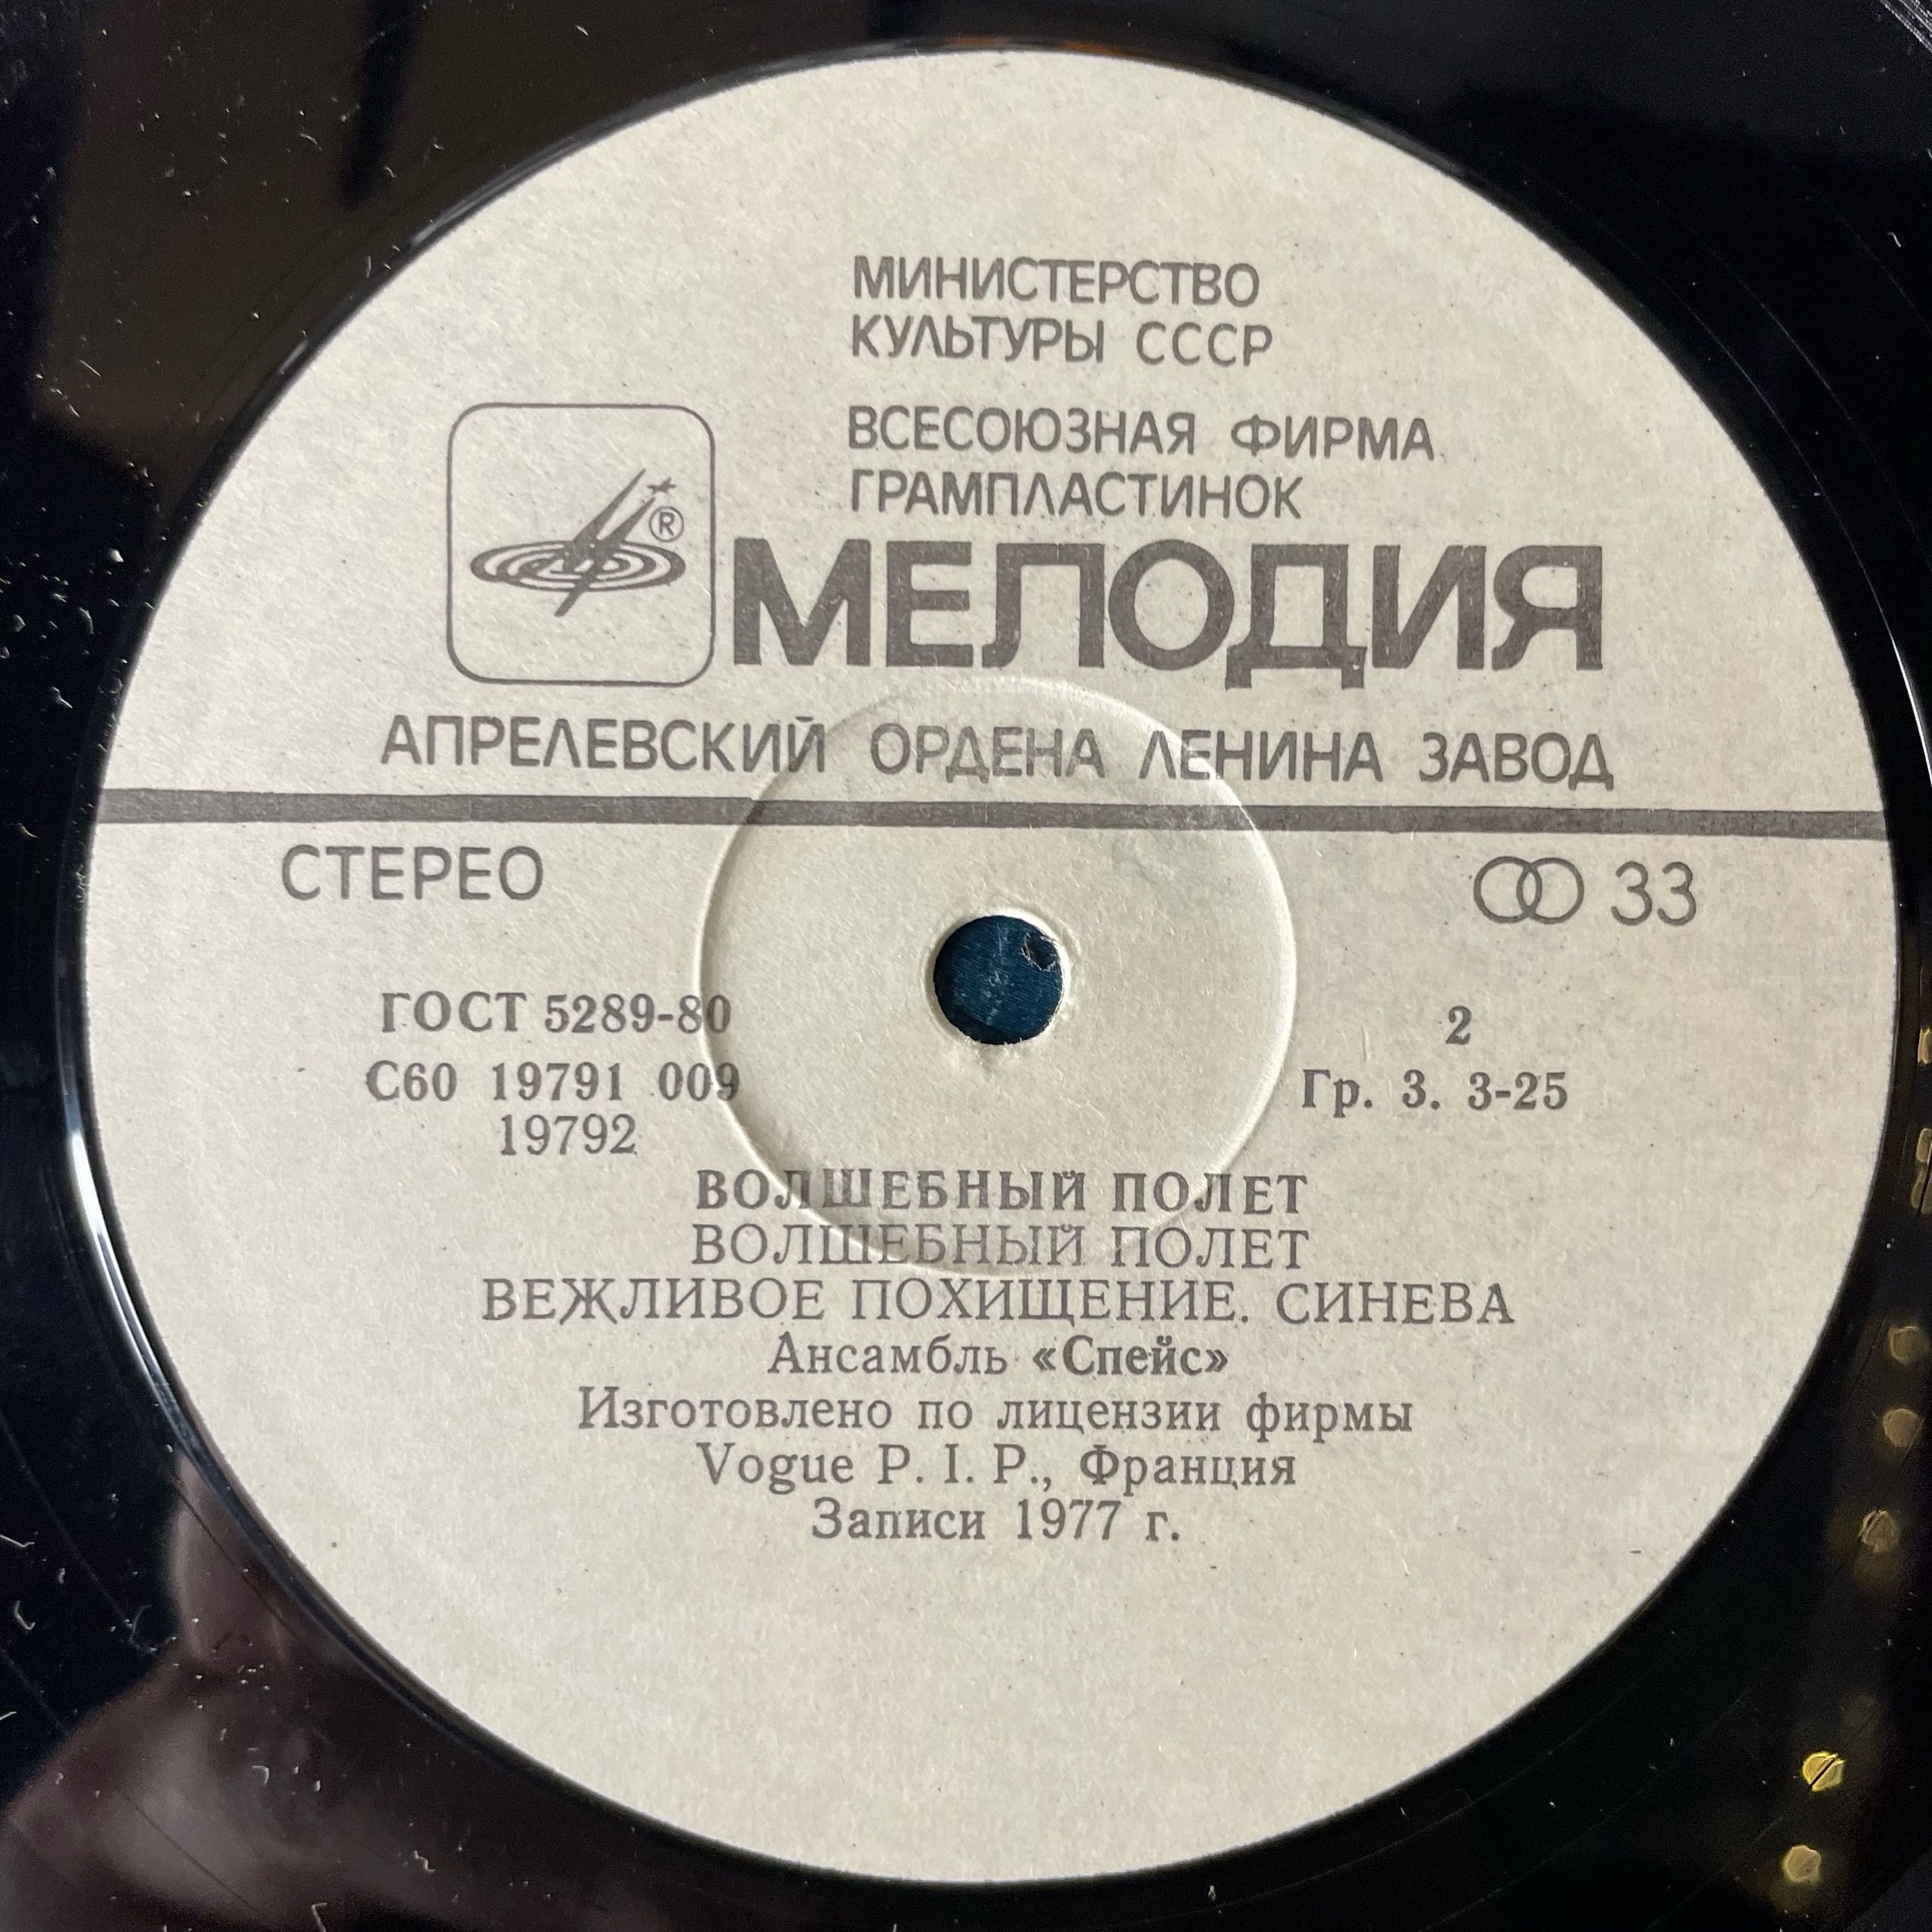 МИНИСТЕРСТВО
КУЛЬТУРЫ СССР
ВСЕСОЮЗНАЯ ФИРМА
ГРАМПЛАСТИНОК
®
МЕЛОДИЯ
АПРЕЛЕВСКИЙ ОРДЕНА ЛЕНИНА ЗАВОД
СТЕРЕО
33
ГОСТ 5289-80
2
С60 19791 009
Гр. 3. 3-25
19792
ВОЛШЕБНЫЙ ПОЛЕТ
ВОЛШЕБНЫЙ ПОЛЕТ
ВЕЖЛИВОЕ ПОХИЩЕНИЕ. СИНЕВА
Ансамбль «Спейс»
Изготовлено по лицензии фирмы
Vogue P. I. P., Франция
Записи 1977 г.